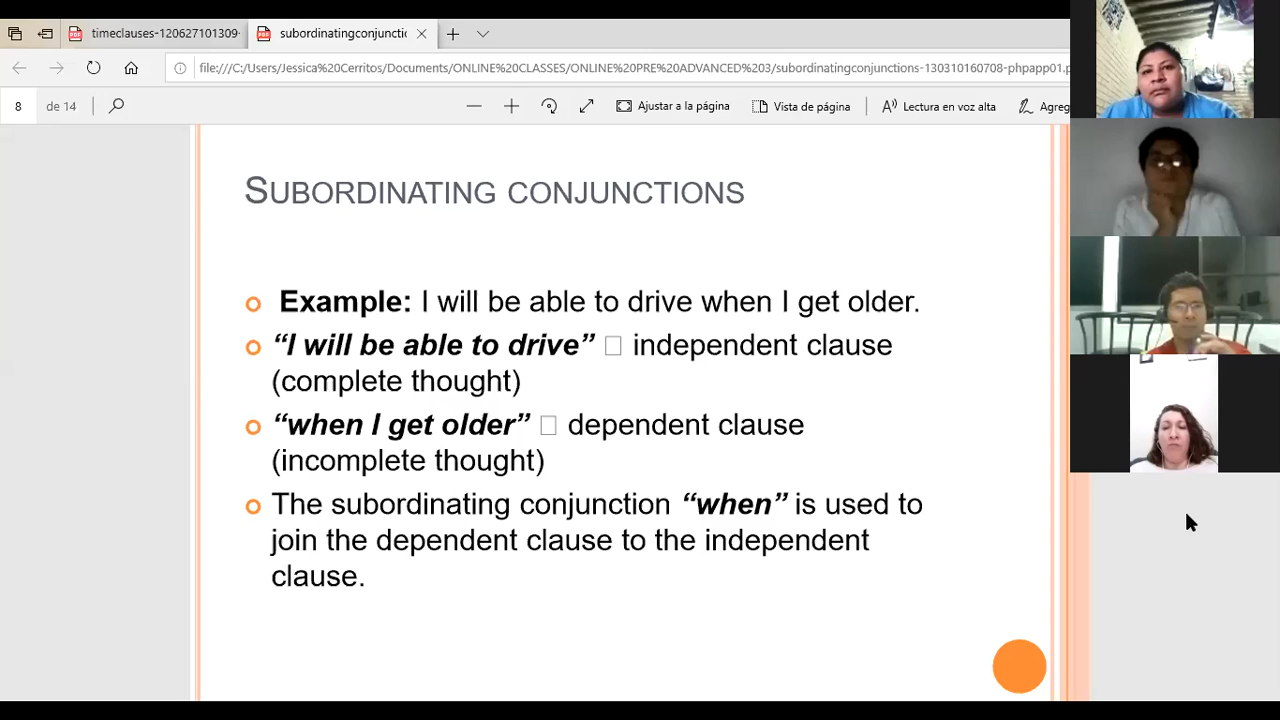 timeclauses-120627101309
subordinatingconjuncti
file:///C:/Users/Jessica%20Cerritos/Documents/ONLINE%20CLASSES/ONLINE%20PRE%20ADVANCED%203/subordinatingconjunctions-130310160708-phpapp01.p
8 de 14 Ajustar a la página Vista de página Lectura en voz alta Agreg
SUBORDINATING CONJUNCTIONS
Example: I will be able to drive when I get older.
“I will be able to drive” □ independent clause
(complete thought)
“when I get older” □ dependent clause
(incomplete thought)
The subordinating conjunction “when” is used to
join the dependent clause to the independent
clause.